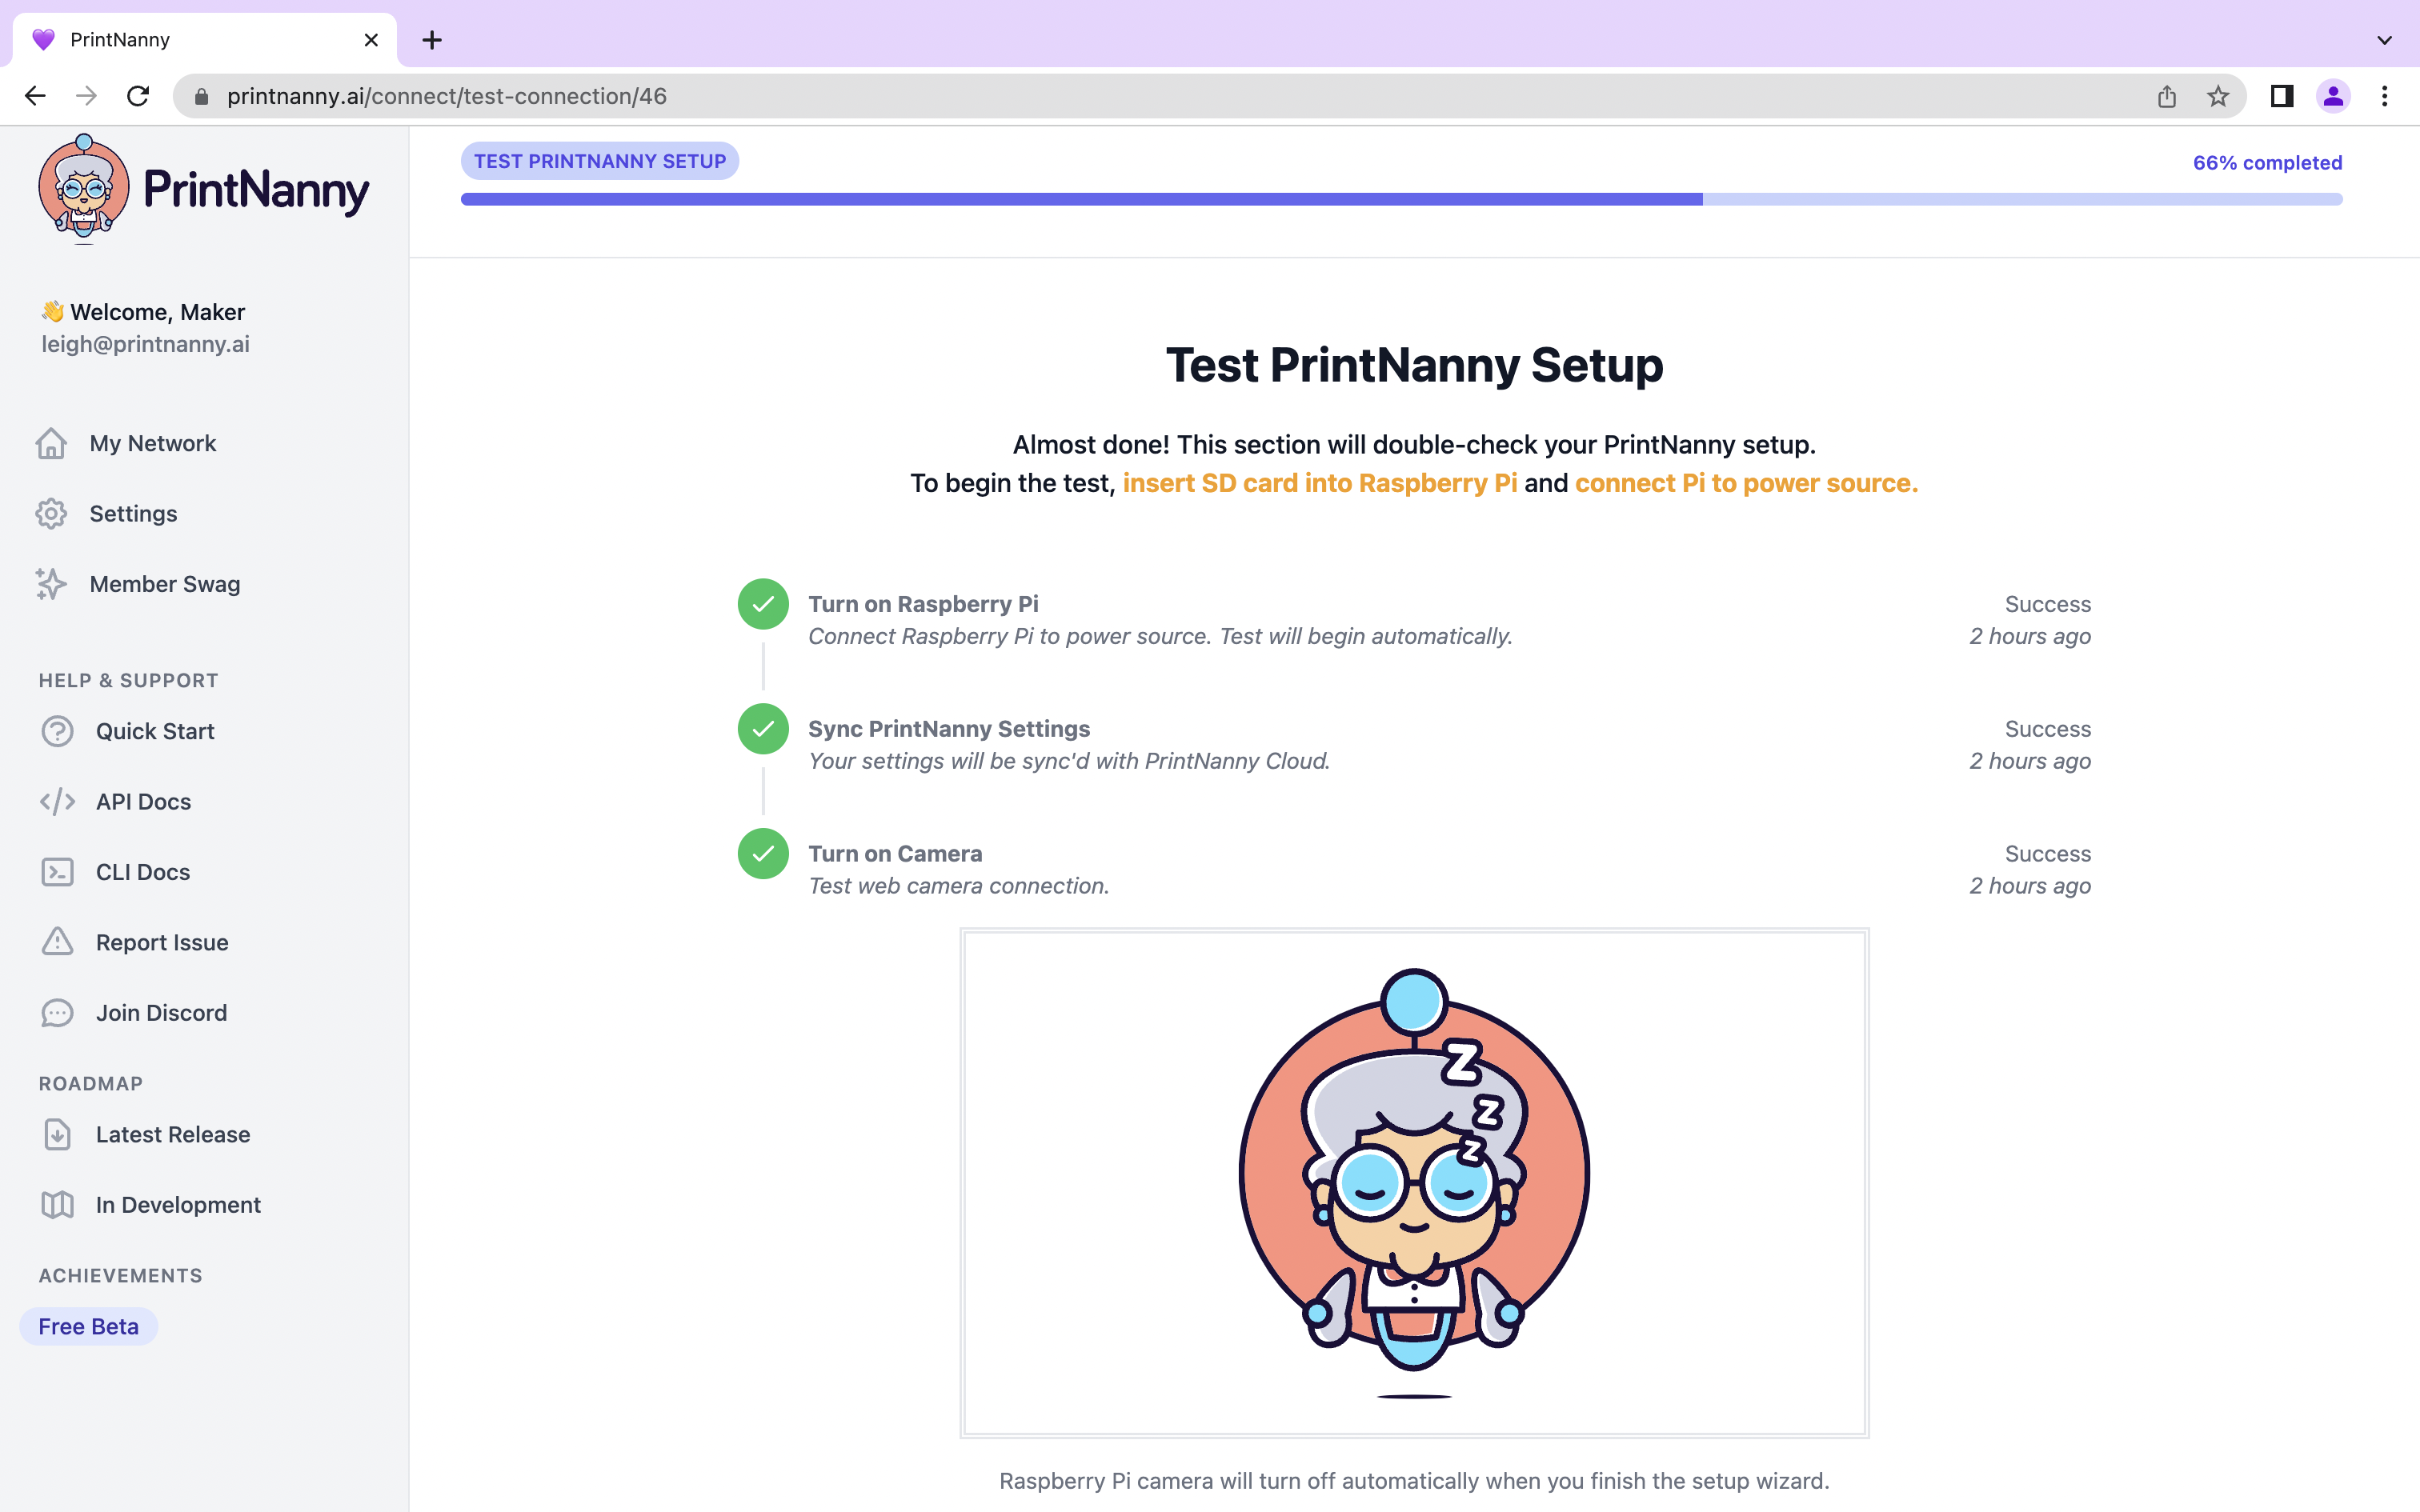 PrintNanny
printnanny.ai/connect/test-connection/46
PrintNanny
👋 Welcome, Maker
leigh@printnanny.ai
My Network
Settings
Member Swag
HELP & SUPPORT
Quick Start
API Docs
CLI Docs
Report Issue
Join Discord
ROADMAP
Latest Release
In Development
ACHIEVEMENTS
Free Beta
TEST PRINTNANNY SETUP
66% completed
Test PrintNanny Setup
Almost done! This section will double-check your PrintNanny setup.
To begin the test, insert SD card into Raspberry Pi and connect Pi to power source.
Turn on Raspberry Pi
Success
Connect Raspberry Pi to power source. Test will begin automatically.
2 hours ago
Sync PrintNanny Settings
Success
Your settings will be sync'd with PrintNanny Cloud.
2 hours ago
Turn on Camera
Success
Test web camera connection.
2 hours ago
Z
Z
Z
Raspberry Pi camera will turn off automatically when you finish the setup wizard.